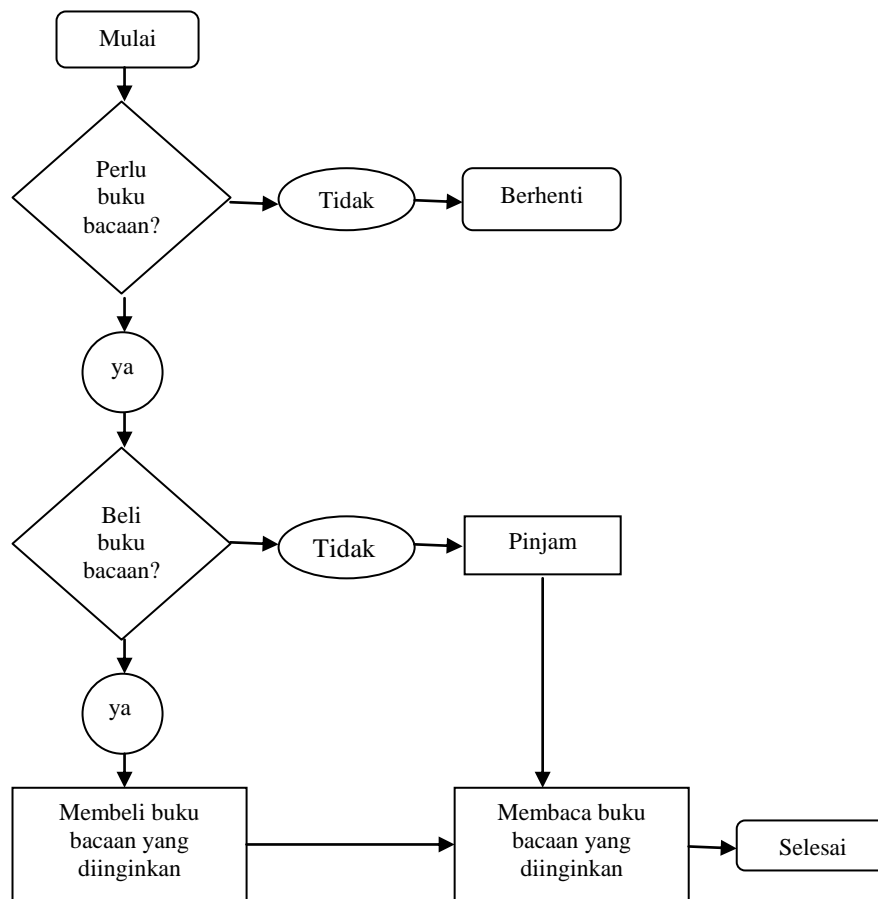 Mulai
Perlu
buku
bacaan?
Tidak
Berhenti
ya
Beli
buku
bacaan?
Tidak
Pinjam
ya
Membeli buku
bacaan yang
diinginkan
Membaca buku
bacaan yang
diinginkan
Selesai